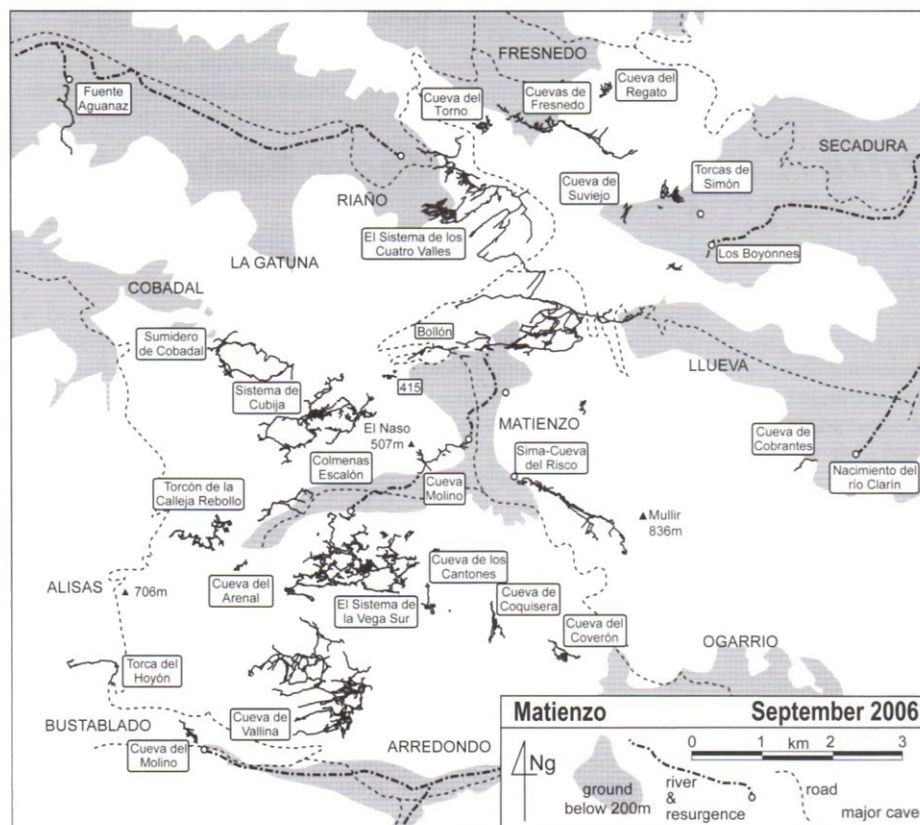 FRESNEDO
Fuente
Aguanaz
Cueva del
Torno
Cuevas de
Fresnedo
Cueva del
Regato
SECADURA
Cueva de
Suviejo
Torcas de
Simón
RIAÑO
El Sistema de los
Cuatro Valles
Los Boyonnes
LA GATUNA
COBADAL
Sumidero
de Cobadal
Bollón
LLUEVA
Sistema de
Cubija
415
El Naso
507m
MATIENZO
Cueva de
Cobrantes
Colmenas
Escalón
Sima-Cueva
del Risco
Nacimiento del
río Clarín
Torcón de la
Calleja Rebollo
Cueva
Molino
Mullir
836m
ALISAS
706m
Cueva del
Arenal
Cueva de los
Cantones
El Sistema de
la Vega Sur
Cueva de
Coquisera
Cueva del
Coverón
OGARRIO
Torca del
Hoyón
BUSTABLADO
Cueva de
Vallina
Cueva del
Molino
ARREDONDO
Matienzo September 2006
Ng
0 1 km 2 3
ground
below 200m
river
&
resurgence
road
major cave